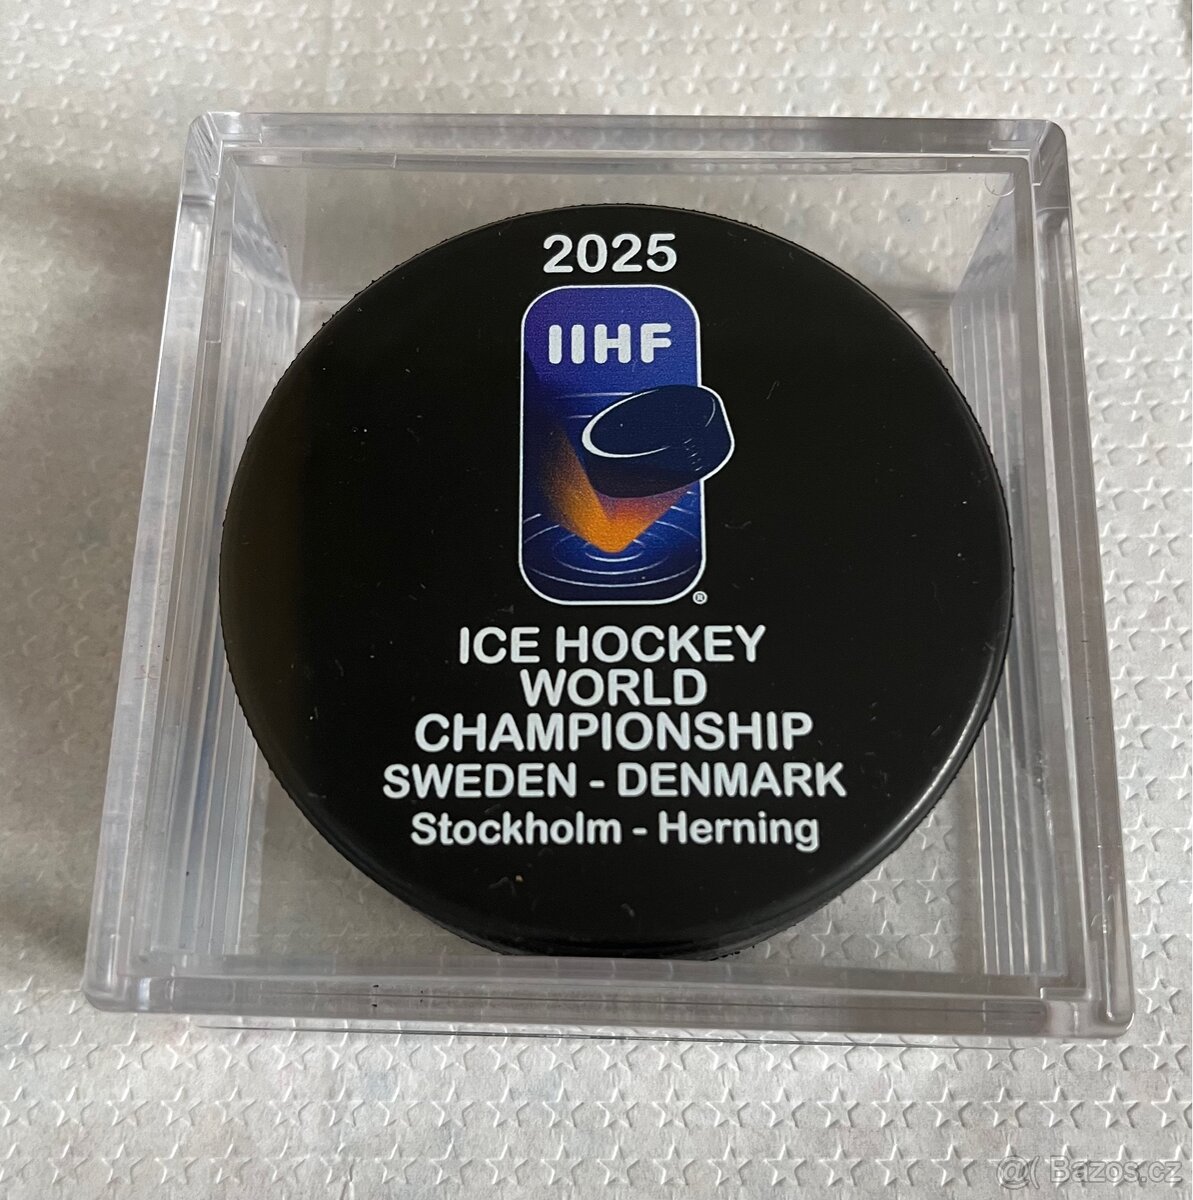 2025
IIHF
®
ICE HOCKEY
WORLD
CHAMPIONSHIP
SWEDEN - DENMARK
Stockholm - Herning
Bazos.cz